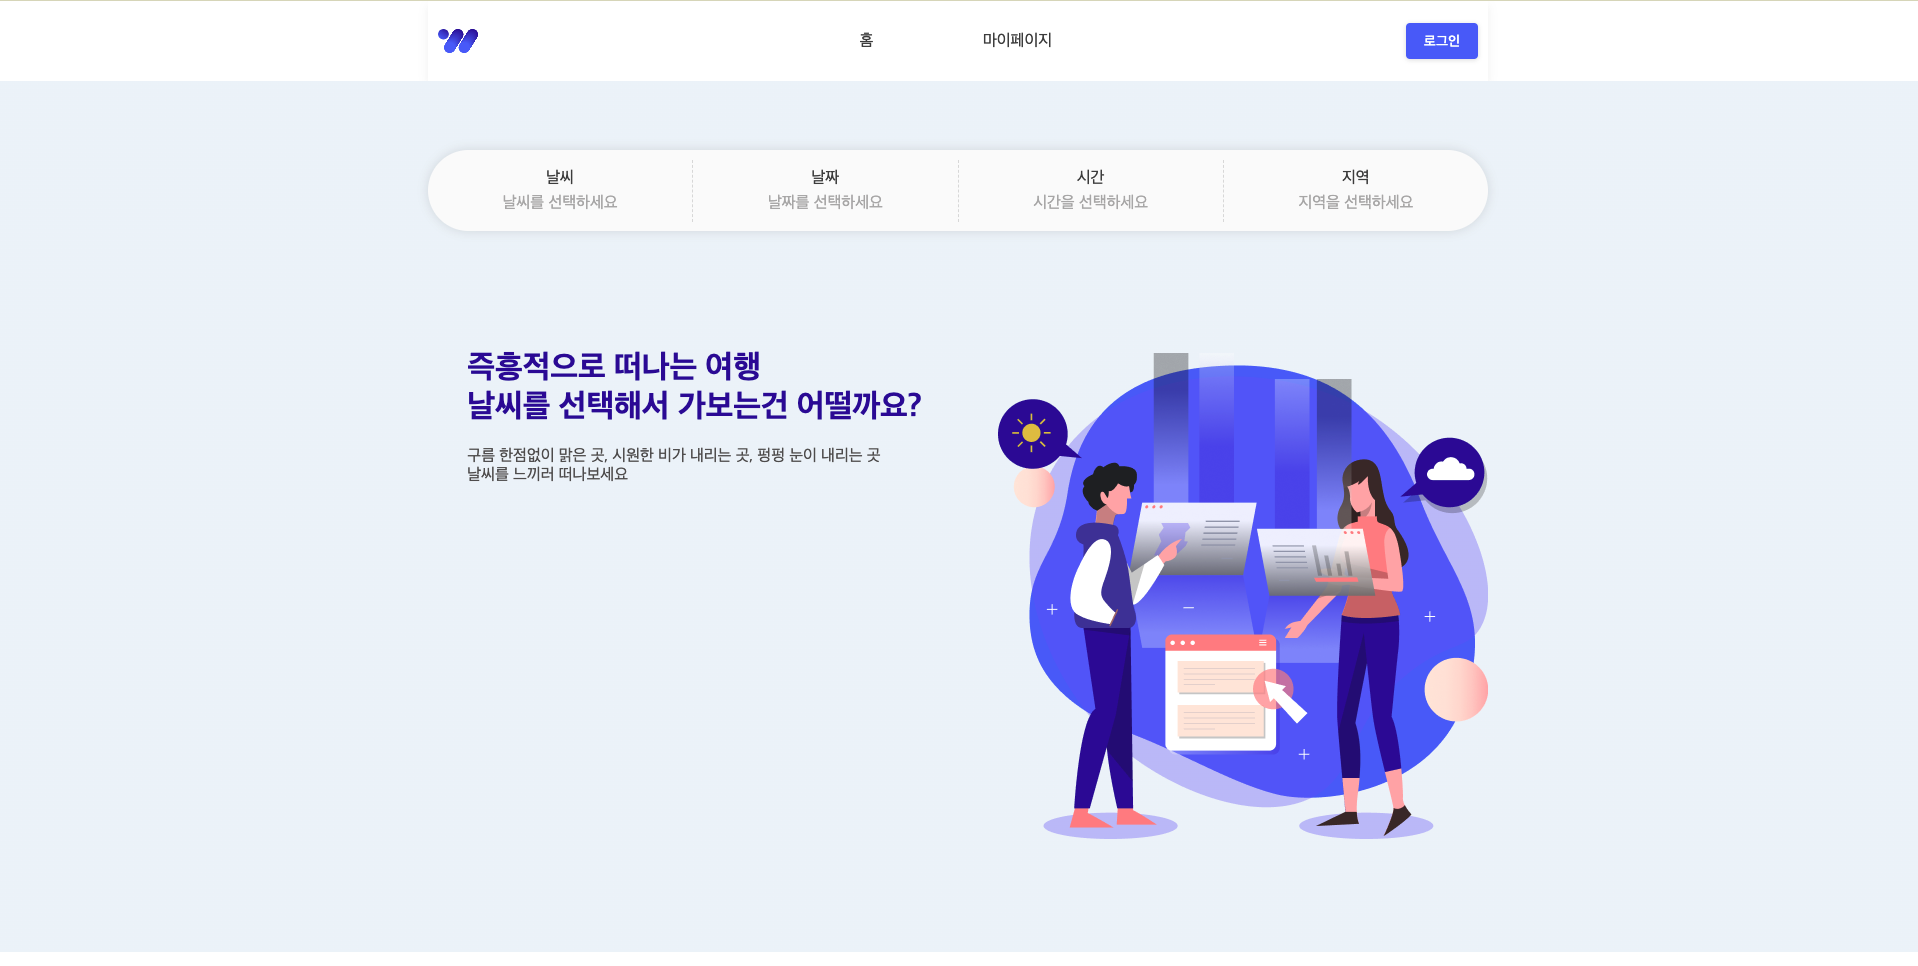 홈
마이페이지
로그인
날씨
날씨를 선택하세요
날짜
날짜를 선택하세요
시간
시간을 선택하세요
지역
지역을 선택하세요
즉흥적으로 떠나는 여행
날씨를 선택해서 가보는건 어떨까요?
구름 한점없이 맑은 곳, 시원한 비가 내리는 곳, 펑펑 눈이 내리는 곳
날씨를 느끼러 떠나보세요